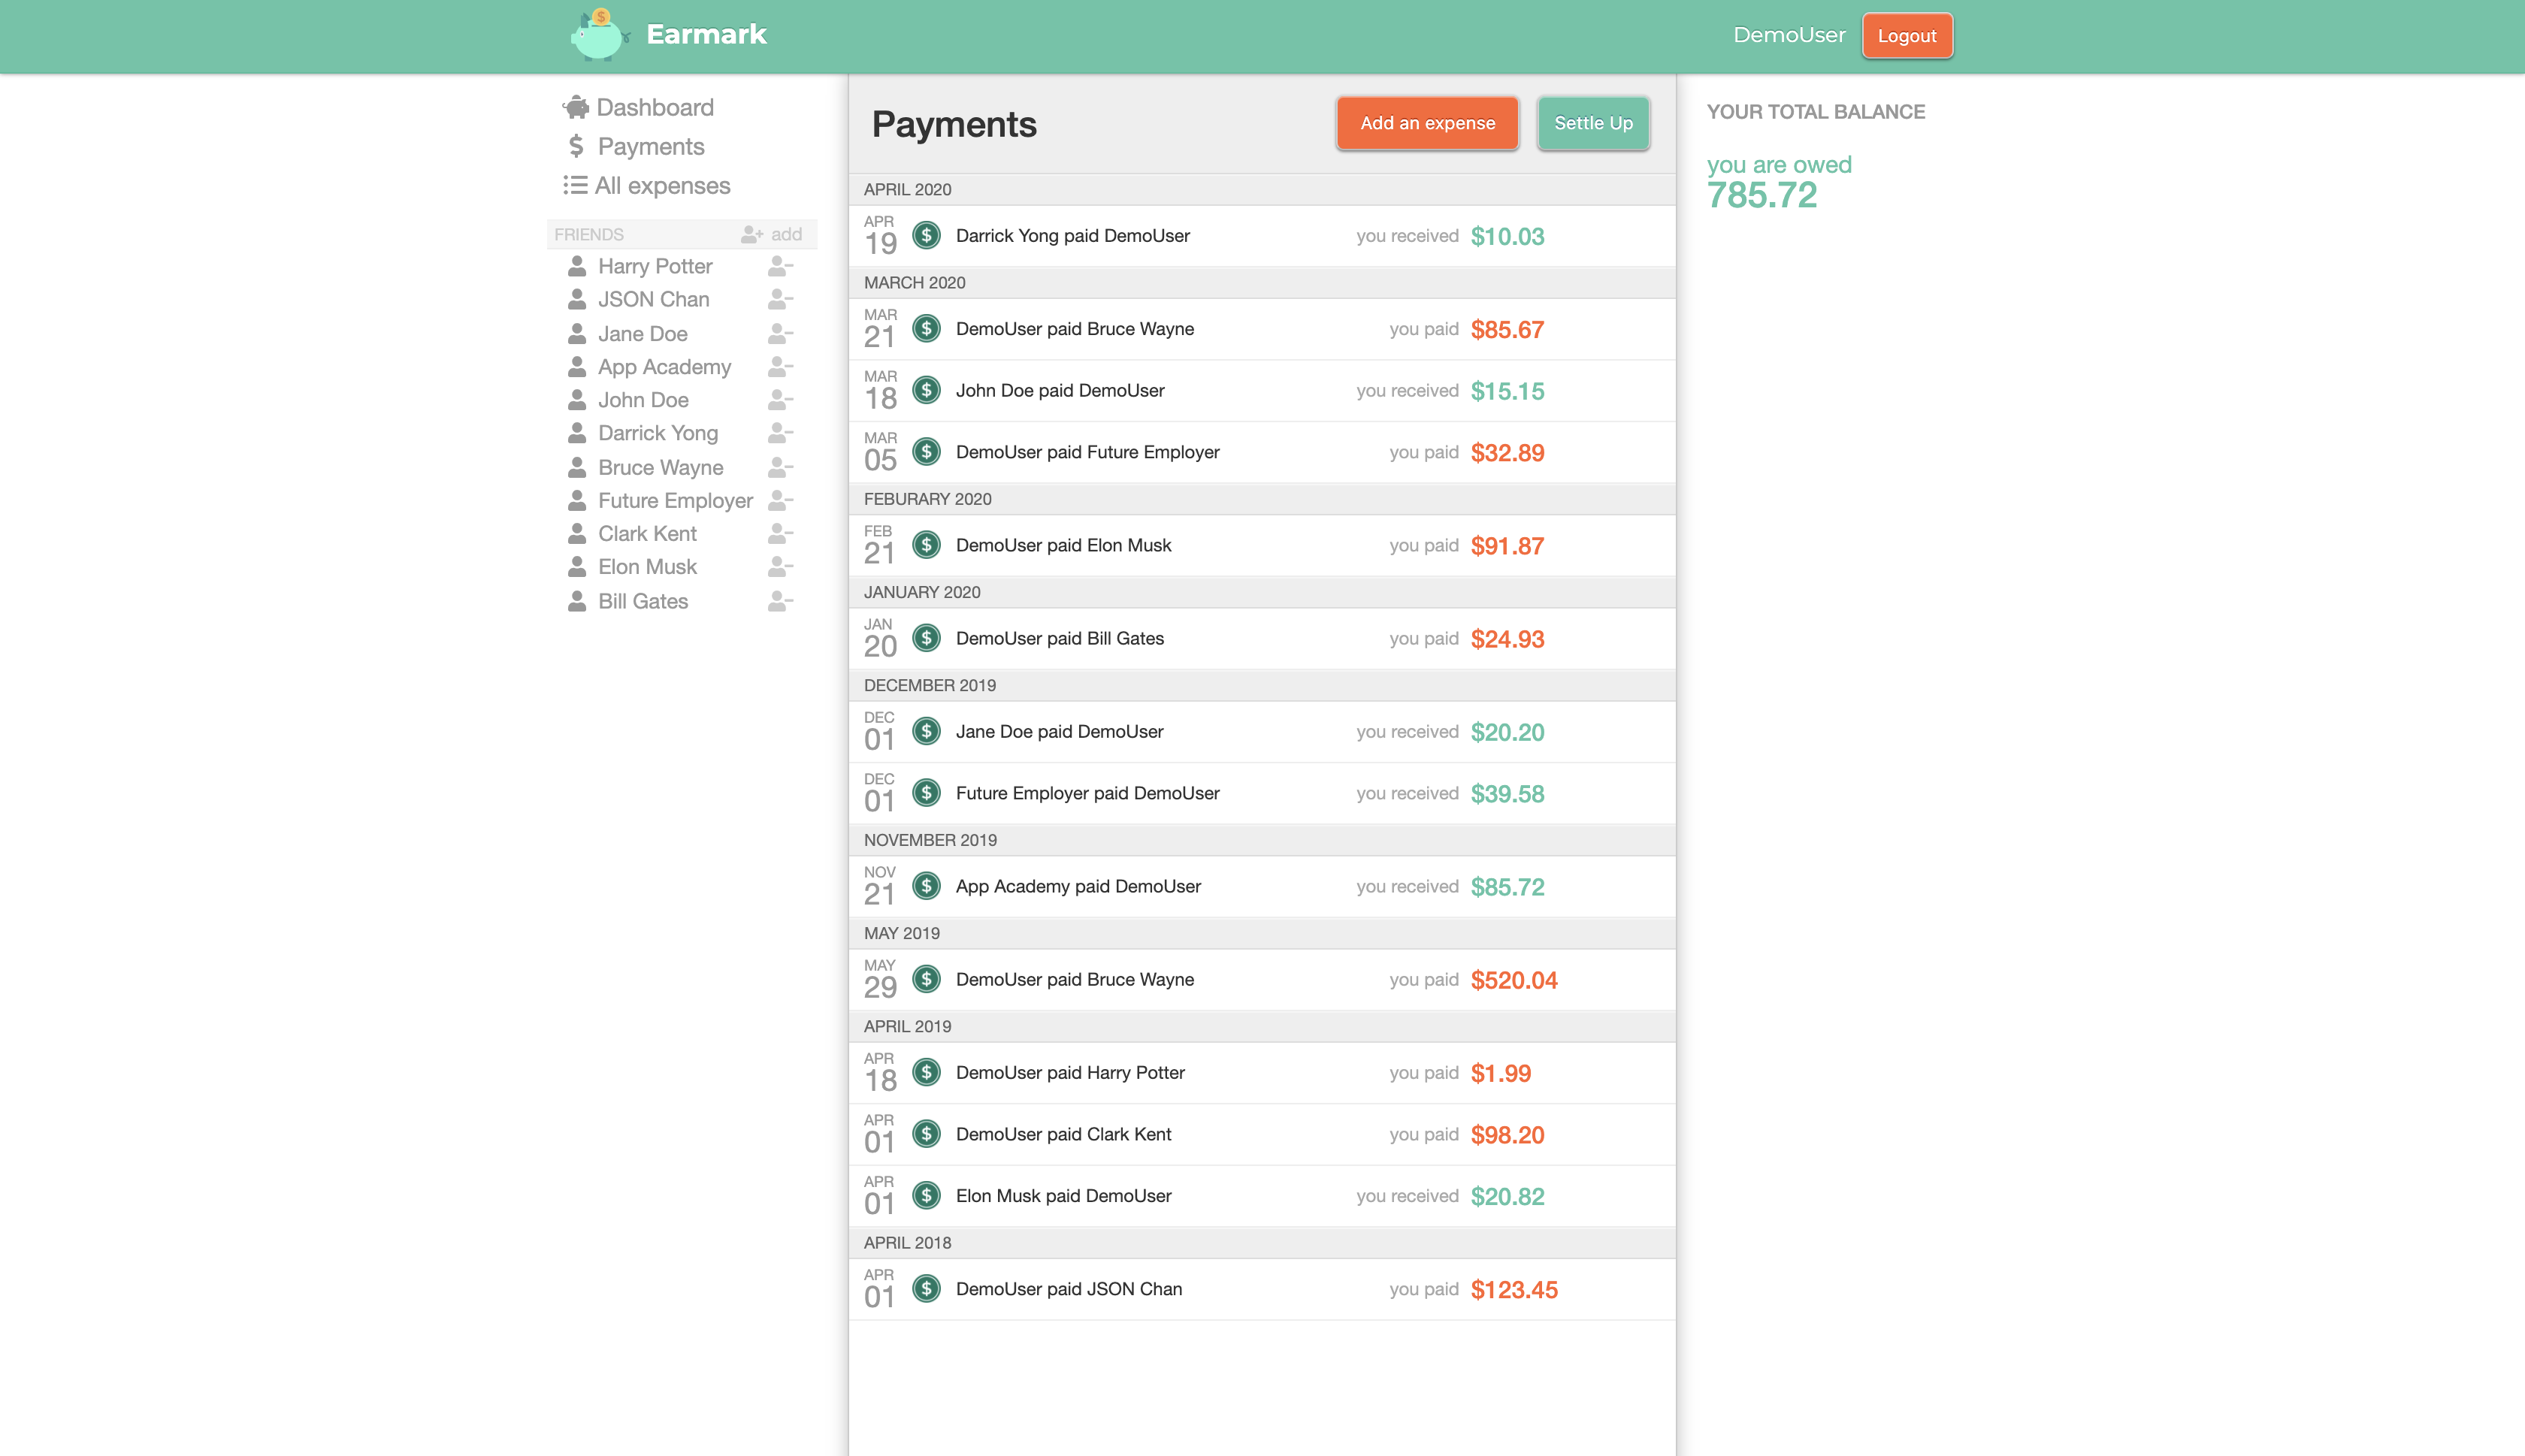 Earmark
DemoUser
Logout
Dashboard
Payments
All expenses
FRIENDS add
Harry Potter
JSON Chan
Jane Doe
App Academy
John Doe
Darrick Yong
Bruce Wayne
Future Employer
Clark Kent
Elon Musk
Bill Gates
Payments
Add an expense
Settle Up
APRIL 2020
APR
19 $ Darrick Yong paid DemoUser you received $10.03
MARCH 2020
MAR
21 $ DemoUser paid Bruce Wayne you paid $85.67
MAR
18 $ John Doe paid DemoUser you received $15.15
MAR
05 $ DemoUser paid Future Employer you paid $32.89
FEBURARY 2020
FEB
21 $ DemoUser paid Elon Musk you paid $91.87
JANUARY 2020
JAN
20 $ DemoUser paid Bill Gates you paid $24.93
DECEMBER 2019
DEC
01 $ Jane Doe paid DemoUser you received $20.20
DEC
01 $ Future Employer paid DemoUser you received $39.58
NOVEMBER 2019
NOV
21 $ App Academy paid DemoUser you received $85.72
MAY 2019
MAY
29 $ DemoUser paid Bruce Wayne you paid $520.04
APRIL 2019
APR
18 $ DemoUser paid Harry Potter you paid $1.99
APR
01 $ DemoUser paid Clark Kent you paid $98.20
APR
01 $ Elon Musk paid DemoUser you received $20.82
APRIL 2018
APR
01 $ DemoUser paid JSON Chan you paid $123.45
YOUR TOTAL BALANCE
you are owed
785.72